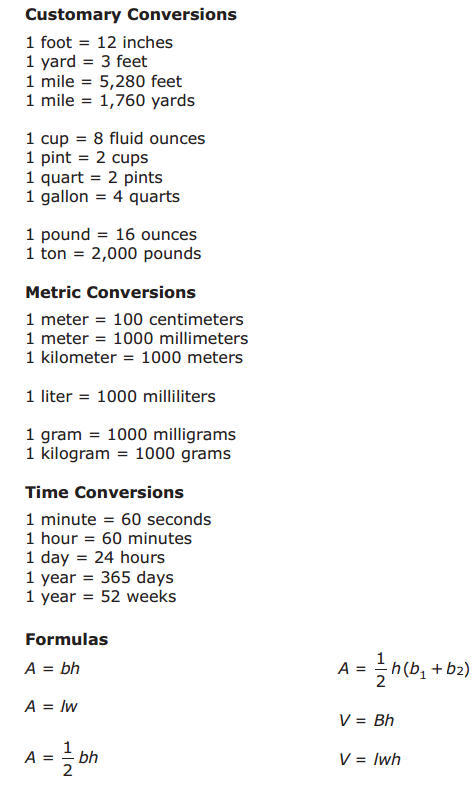 Customary Conversions
1 foot = 12 inches
1 yard = 3 feet
1 mile = 5,280 feet
1 mile = 1,760 yards
1 cup = 8 fluid ounces
1 pint = 2 cups
1 quart = 2 pints
1 gallon = 4 quarts
1 pound = 16 ounces
1 ton = 2,000 pounds
Metric Conversions
1 meter = 100 centimeters
1 meter = 1000 millimeters
1 kilometer = 1000 meters
1 liter = 1000 milliliters
1 gram = 1000 milligrams
1 kilogram = 1000 grams
Time Conversions
1 minute = 60 seconds
1 hour = 60 minutes
1 day = 24 hours
1 year = 365 days
1 year = 52 weeks
Formulas
A = bh
A = lw
A = 1/2 bh
A = 1/2 h(b₁ + b₂)
V = Bh
V = lwh